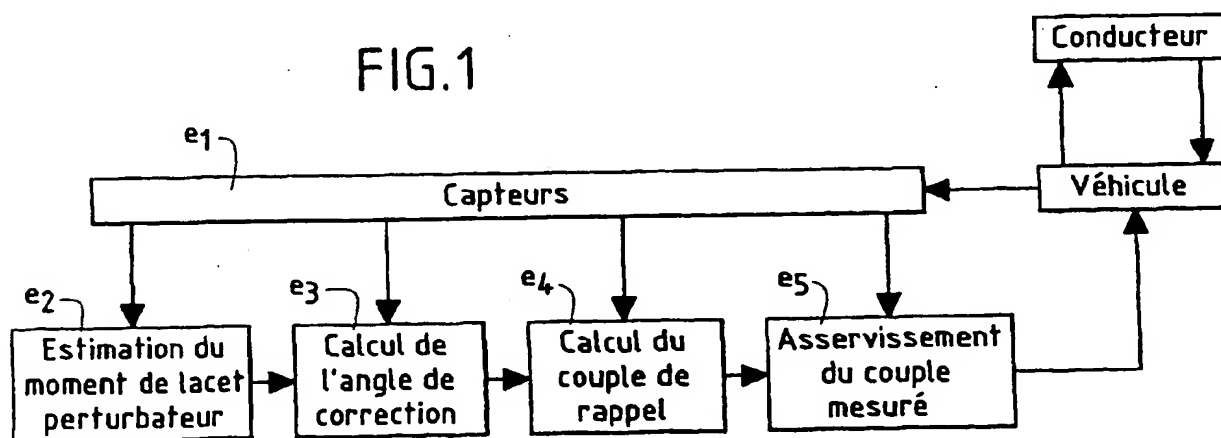 FIG.1
Conducteur
e1
Capteurs
Véhicule
e2
Estimation du
moment de lacet
perturbateur
e3
Calcul de
l'angle de
correction
e4
Calcul du
couple de
rappel
e5
Asservissement
du couple
mesuré